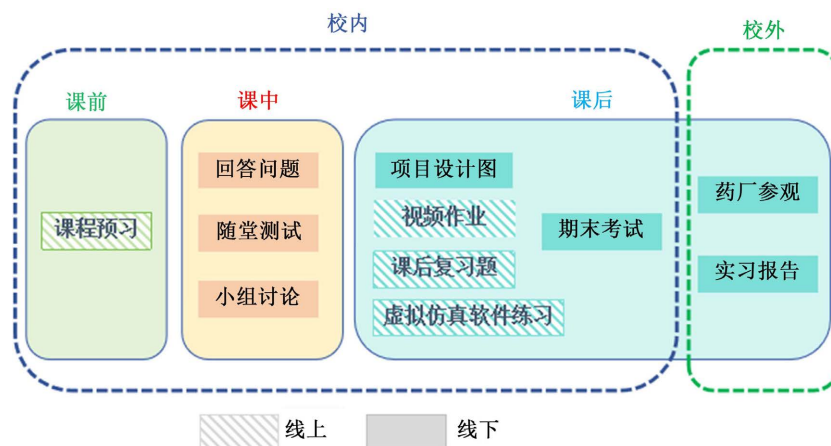 校内
校外
课前
课中
课后
课程预习
回答问题
随堂测试
小组讨论
项目设计图
视频作业
课后复习题
虚拟仿真软件练习
期末考试
药厂参观
实习报告
线上
线下